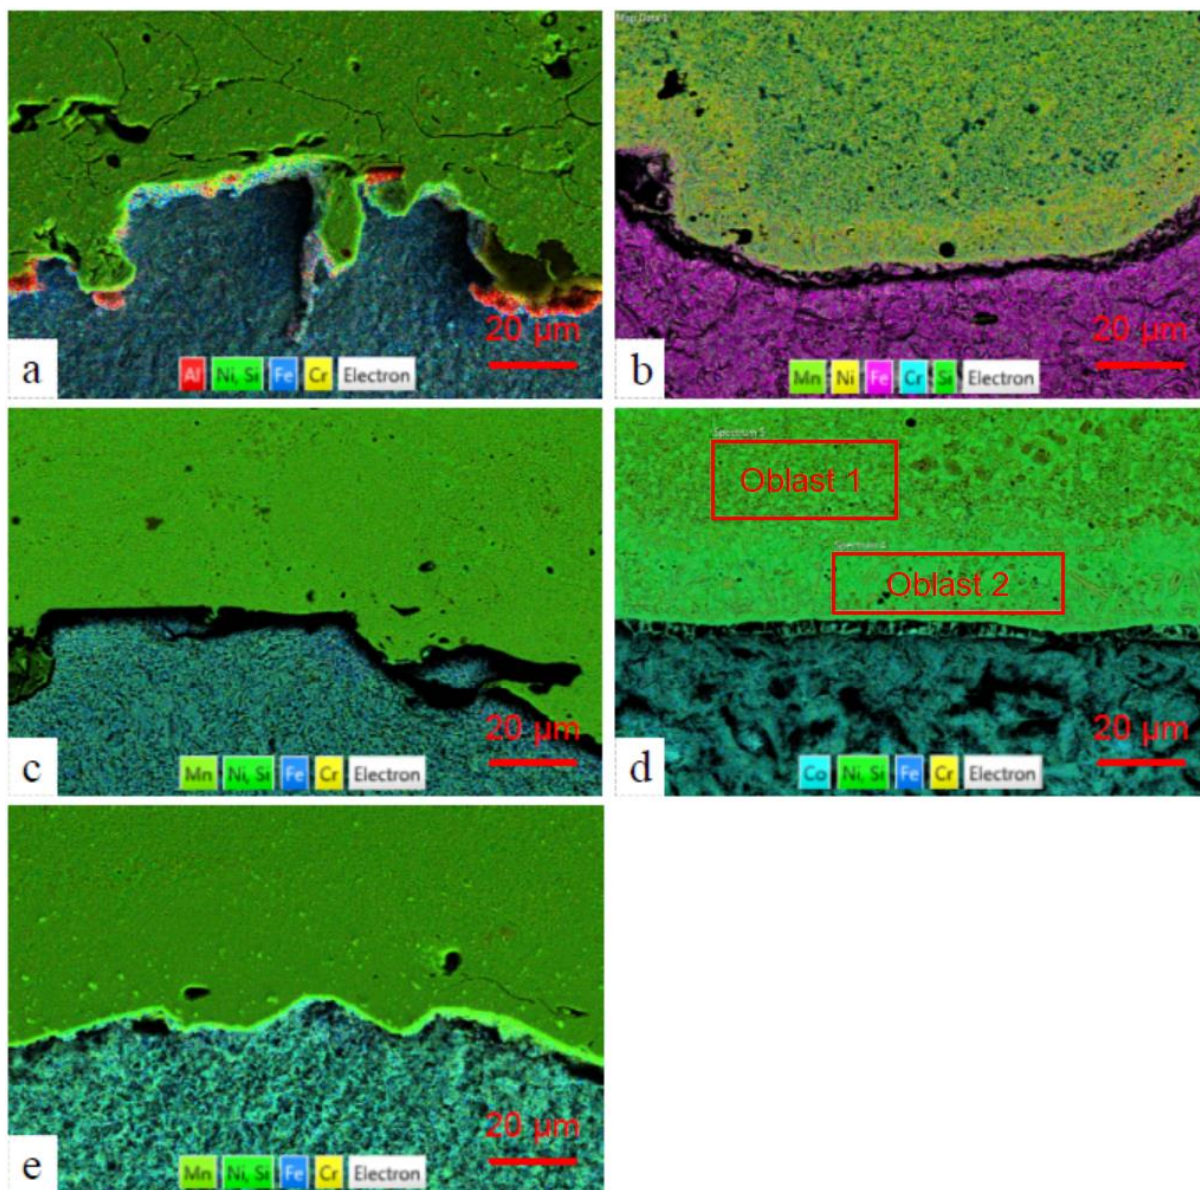 Map Data 1
20 µm
20 µm
a
Al Ni, Si Fe Cr Electron
b
Mn Ni Fe Cr Si Electron
Spectrum 5
Oblast 1
Oblast 2
20 µm
20 µm
c
Mn Ni, Si Fe Cr Electron
d
Co Ni, Si Fe Cr Electron
20 µm
e
Mn Ni, Si Fe Cr Electron